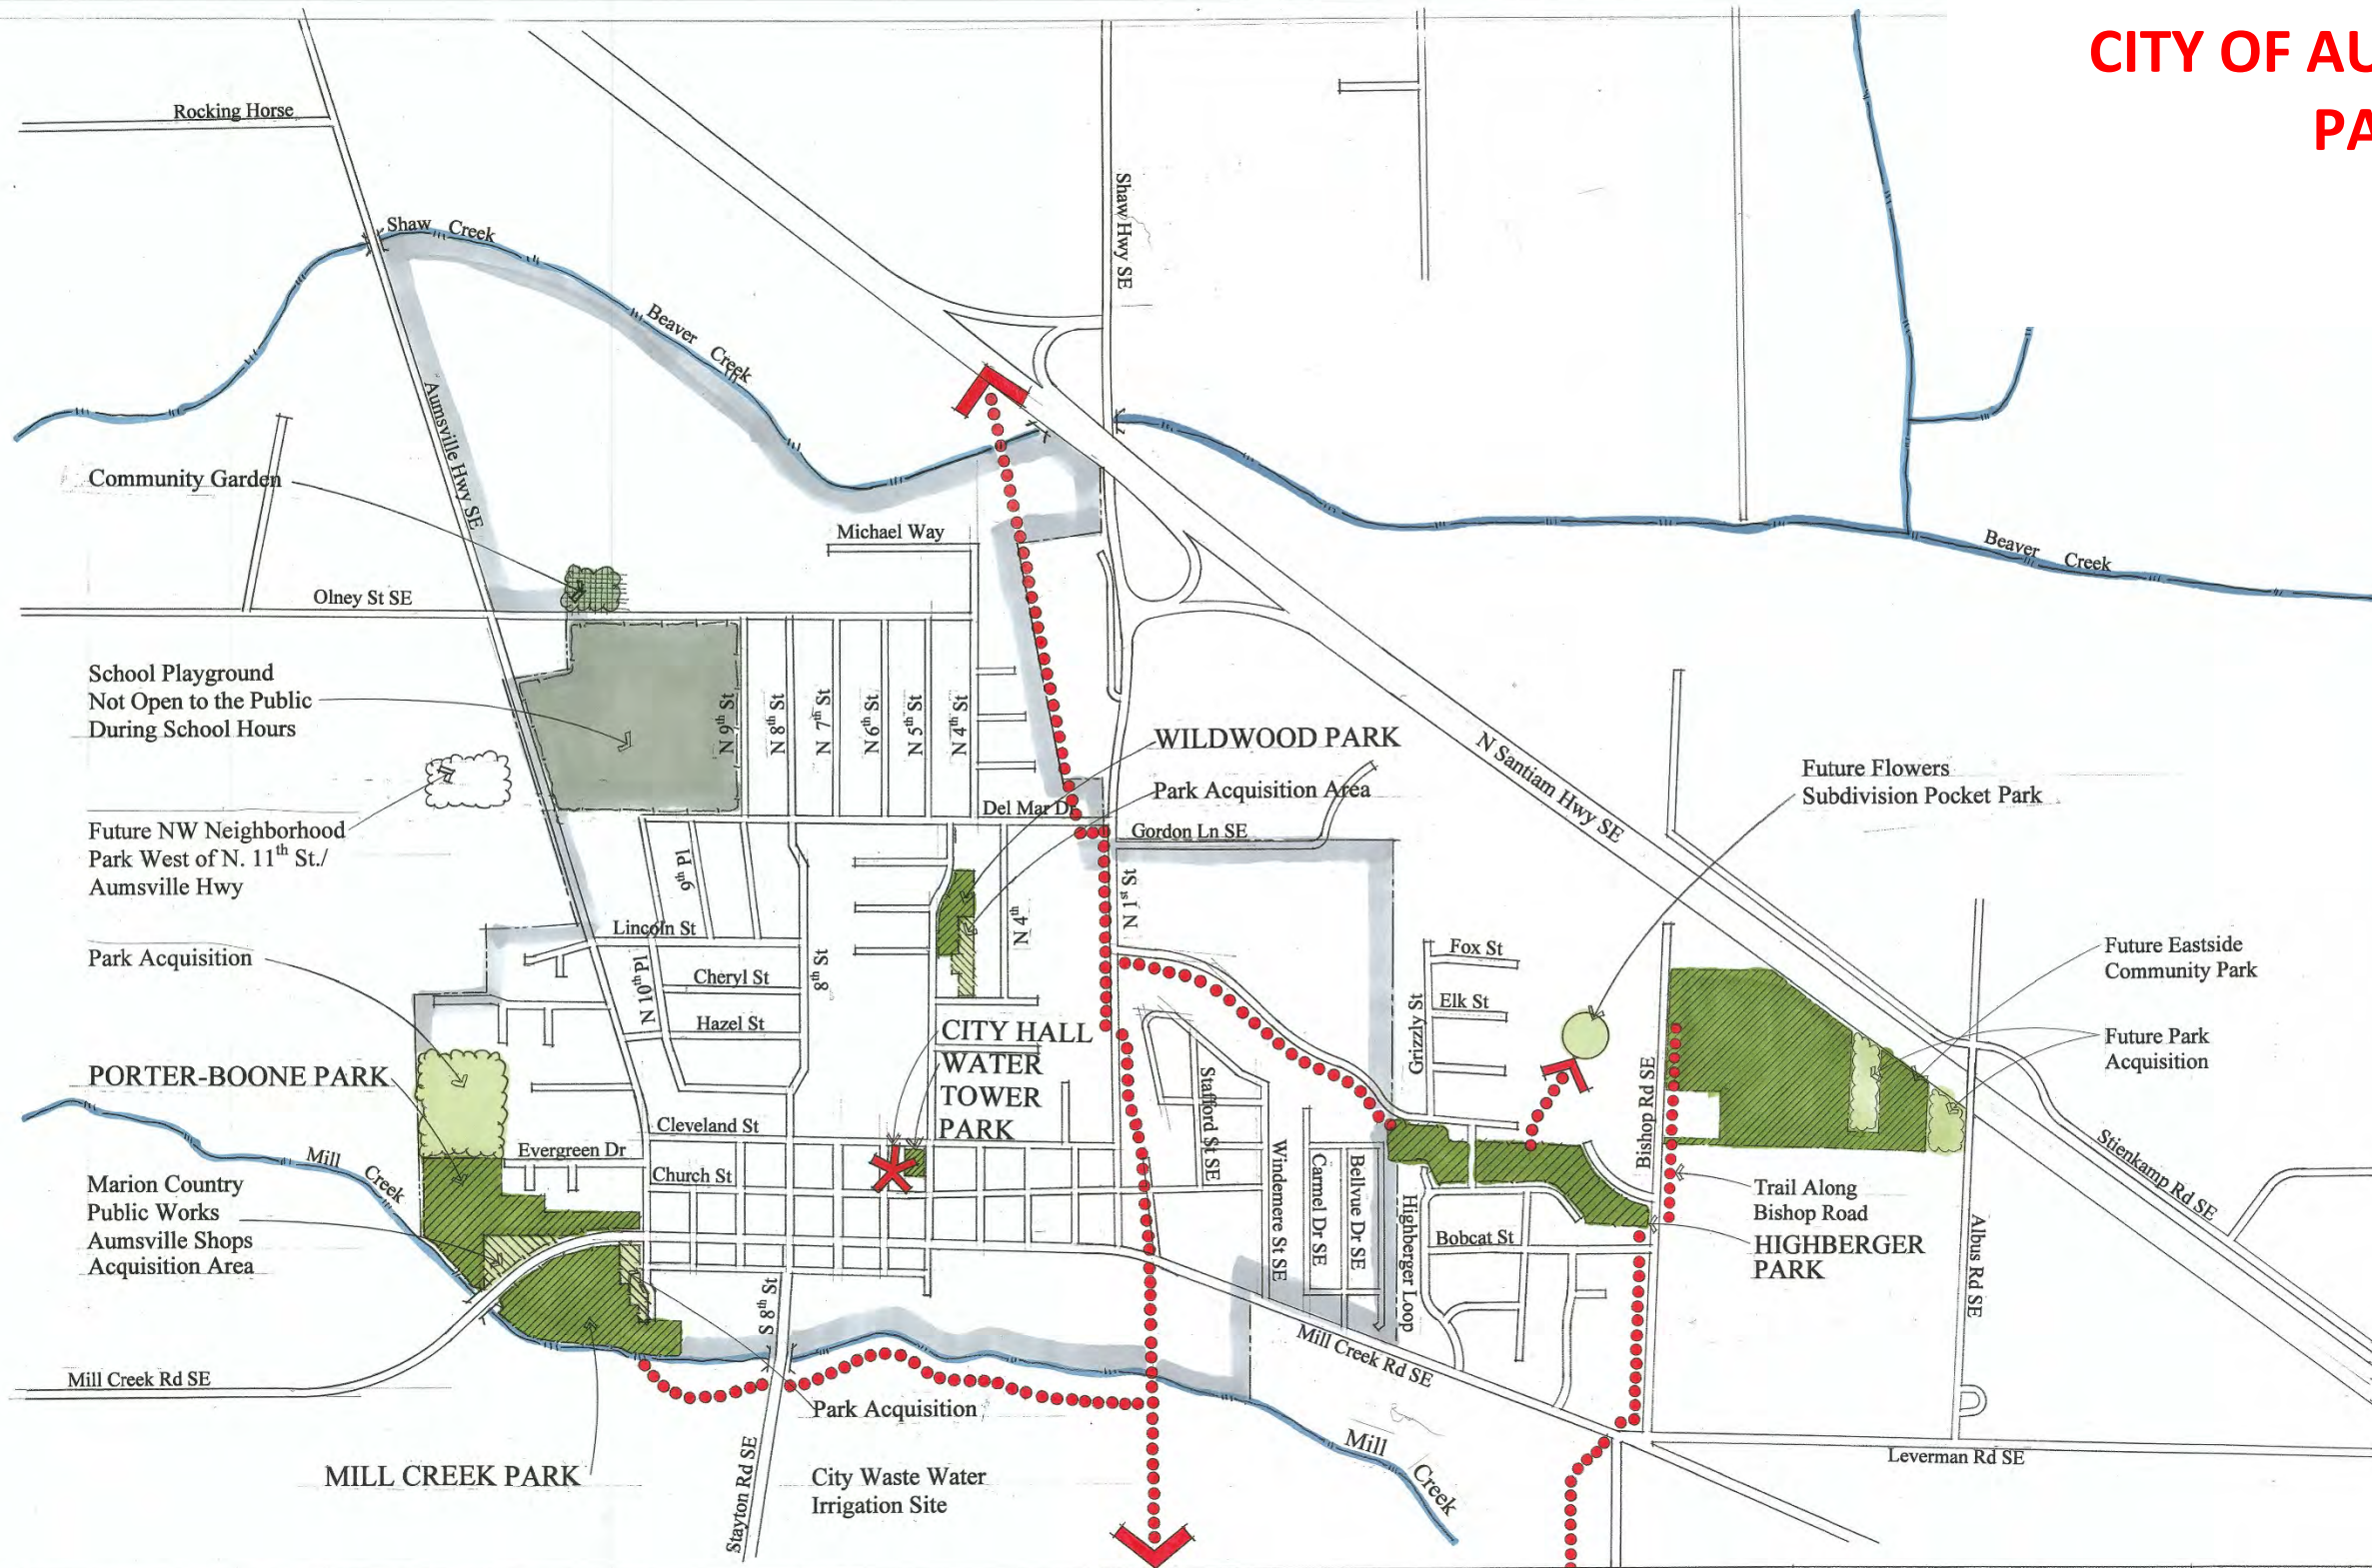 CITY OF AU
PA
Rocking Horse
Shaw Creek
Shaw Hwy SE
Beaver Creek
Aumsville Hwy SE
Community Garden
Michael Way
Beaver Creek
Olney St SE
School Playground
Not Open to the Public
During School Hours
N 9th St
N 8th St
N 7th St
N 6th St
N 5th St
N 4th St
WILDWOOD PARK
N Santiam Hwy SE
Future Flowers
Subdivision Pocket Park
Park Acquisition Area
Del Mar Dr
Gordon Ln SE
Future NW Neighborhood
Park West of N. 11th St./
Aumsville Hwy
9th Pl
N 1st St
N 4th
Lincoln St
Park Acquisition
Fox St
Future Eastside
Community Park
Cheryl St
8th St
N 10th Pl
Elk St
Grizzly St
Hazel St
CITY HALL
WATER
TOWER
PARK
Future Park
Acquisition
PORTER-BOONE PARK
Stafford St SE
Bishop Rd SE
Cleveland St
Mill Creek
Evergreen Dr
Church St
Windemere St SE
Carmel Dr SE
Bellvue Dr SE
Highberger Loop
Stienkamp Rd SE
Marion Country
Public Works
Aumsville Shops
Acquisition Area
Trail Along
Bishop Road
HIGHBERGER
PARK
Bobcat St
Albus Rd SE
S 8th St
Mill Creek Rd SE
Mill Creek Rd SE
Park Acquisition
Mill Creek
Leverman Rd SE
MILL CREEK PARK
Stayton Rd SE
City Waste Water
Irrigation Site